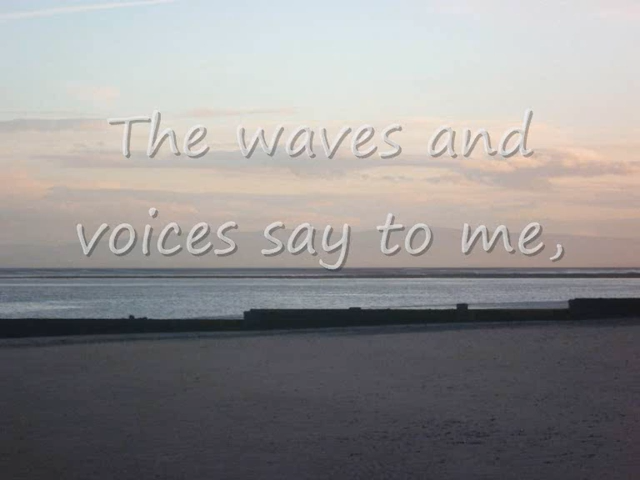 The waves and
voices say to me,